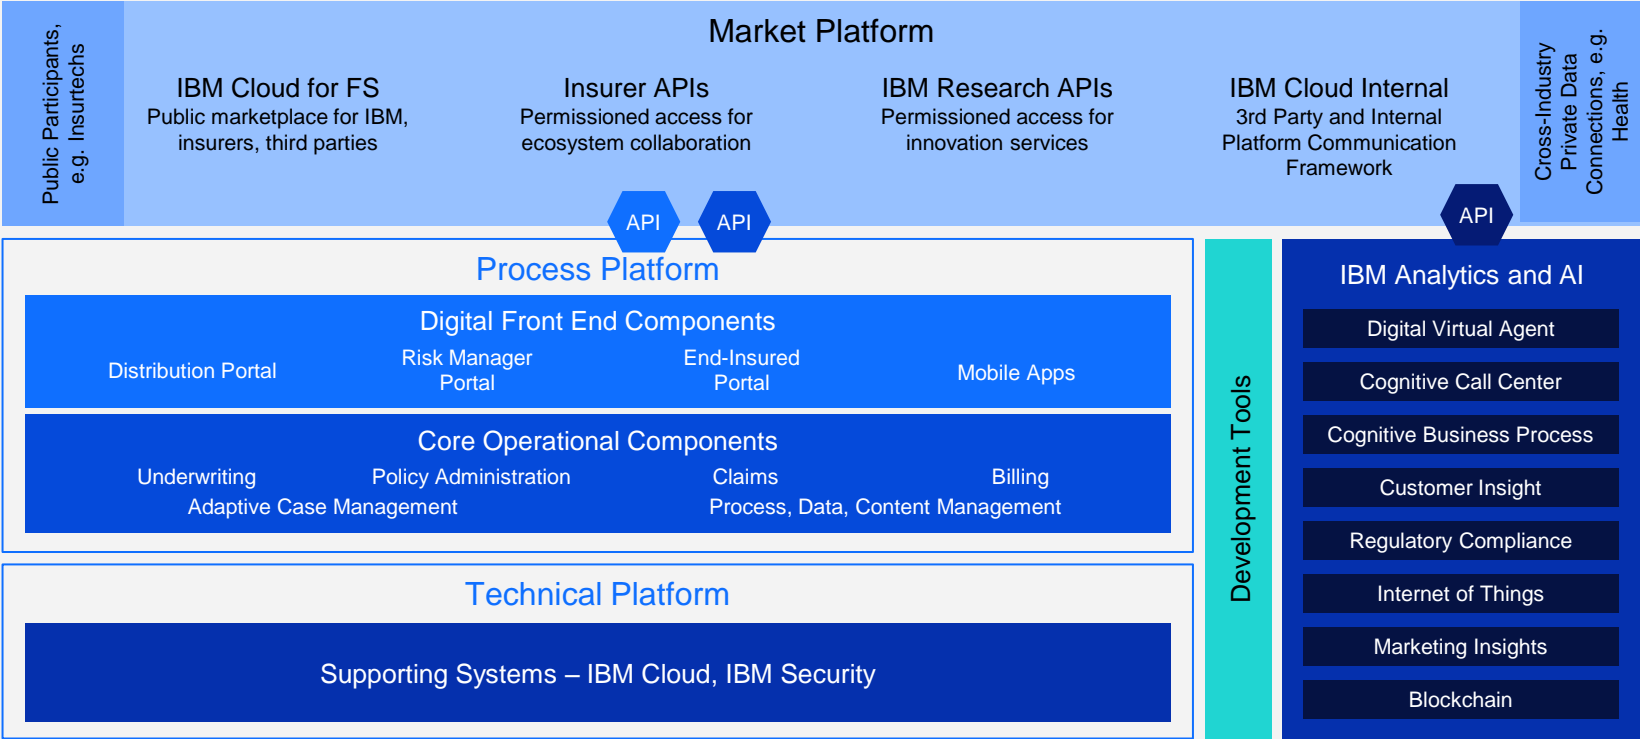 Public Participants,
e.g. Insurtechs
Market Platform
IBM Cloud for FS
Public marketplace for IBM,
insurers, third parties
Insurer APIs
Permissioned access for
ecosystem collaboration
IBM Research APIs
Permissioned access for
innovation services
IBM Cloud Internal
3rd Party and Internal
Platform Communication
Framework
Cross-Industry
Private Data
Connections, e.g.
Health
API
API
API
Process Platform
Digital Front End Components
Distribution Portal
Risk Manager
Portal
End-Insured
Portal
Mobile Apps
Core Operational Components
Underwriting
Policy Administration
Claims
Billing
Adaptive Case Management
Process, Data, Content Management
Technical Platform
Supporting Systems – IBM Cloud, IBM Security
Development Tools
IBM Analytics and AI
Digital Virtual Agent
Cognitive Call Center
Cognitive Business Process
Customer Insight
Regulatory Compliance
Internet of Things
Marketing Insights
Blockchain